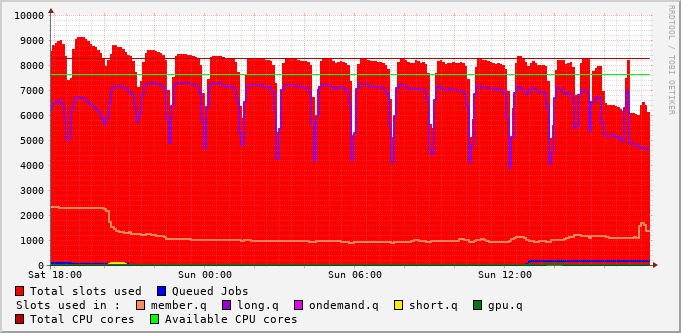 10000
9000
8000
7000
6000
5000
4000
3000
2000
1000
0
Sat 18:00 Sun 00:00 Sun 06:00 Sun 12:00
RRDTOOL / TOBI OETIKER
Total slots used Queued Jobs
Slots used in : member.q long.q ondemand.q short.q gpu.q
Total CPU cores Available CPU cores